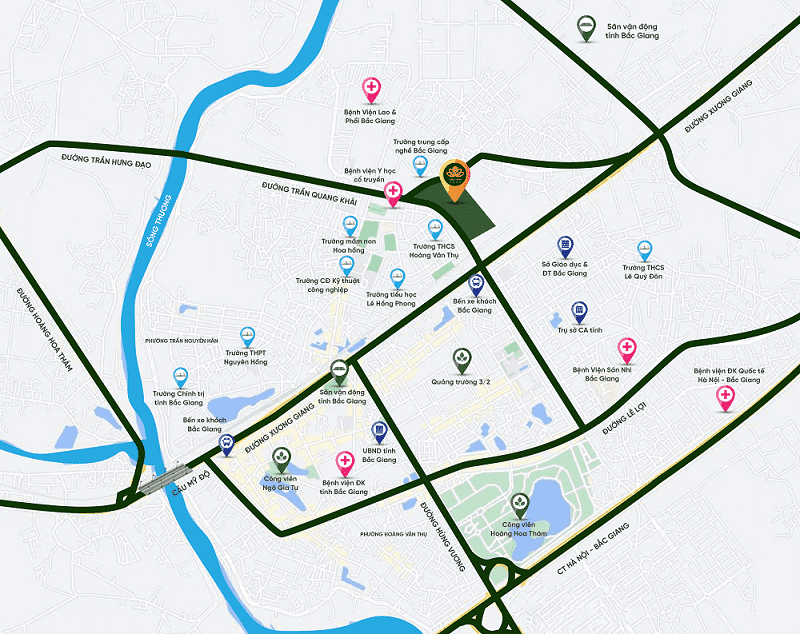 Sân vận động
tỉnh Bắc Giang
ĐƯỜNG XƯƠNG GIANG
Bệnh Viện Lao &
Phổi Bắc Giang
Trường trung cấp
nghề Bắc Giang
ĐƯỜNG TRẦN HƯNG ĐẠO
Bệnh viện Y học
cổ truyền
ĐƯỜNG TRẦN QUANG KHẢI
SÔNG THƯƠNG
Trường mầm non
Hoa hồng
Trường THCS
Hoàng Văn Thụ
Sở Giáo dục &
ĐT Bắc Giang
Trường THCS
Lê Quý Đôn
Trường CĐ Kỹ thuật
công nghiệp
Trường tiểu học
Lê Hồng Phong
Bến xe khách
Bắc Giang
ĐƯỜNG HOÀNG HOA THÁM
Trụ sở CA tỉnh
PHƯỜNG TRẦN NGUYÊN HÃN
Trường THPT
Nguyên Hồng
Bệnh Viện Sản Nhi
Bắc Giang
Bệnh viện ĐK Quốc tế
Hà Nội - Bắc Giang
Quảng trường 3/2
Trường Chính trị
tỉnh Bắc Giang
Sân vận động
tỉnh Bắc Giang
Bến xe khách
Bắc Giang
ĐƯỜNG XƯƠNG GIANG
ĐƯỜNG LÊ LỢI
UBND tỉnh
Bắc Giang
CẦU MỸ ĐỘ
Công viên
Ngô Gia Tự
Bệnh viện ĐK
tỉnh Bắc Giang
Công viên
Hoàng Hoa Thám
ĐƯỜNG HÙNG VƯƠNG
PHƯỜNG HOÀNG VĂN THỤ
CT HÀ NỘI - BẮC GIANG